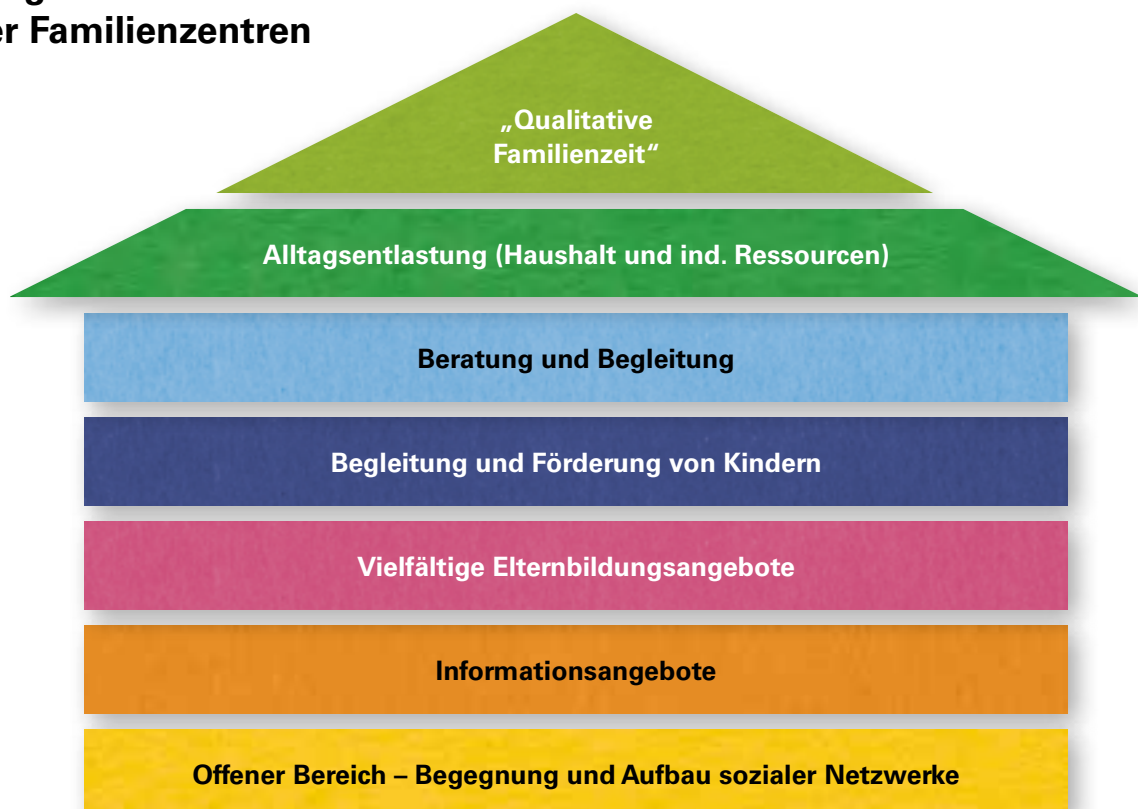 er Familienzentren
„Qualitative
Familienzeit“
Alltagsentlastung (Haushalt und ind. Ressourcen)
Beratung und Begleitung
Begleitung und Förderung von Kindern
Vielfältige Elternbildungsangebote
Informationsangebote
Offener Bereich – Begegnung und Aufbau sozialer Netzwerke